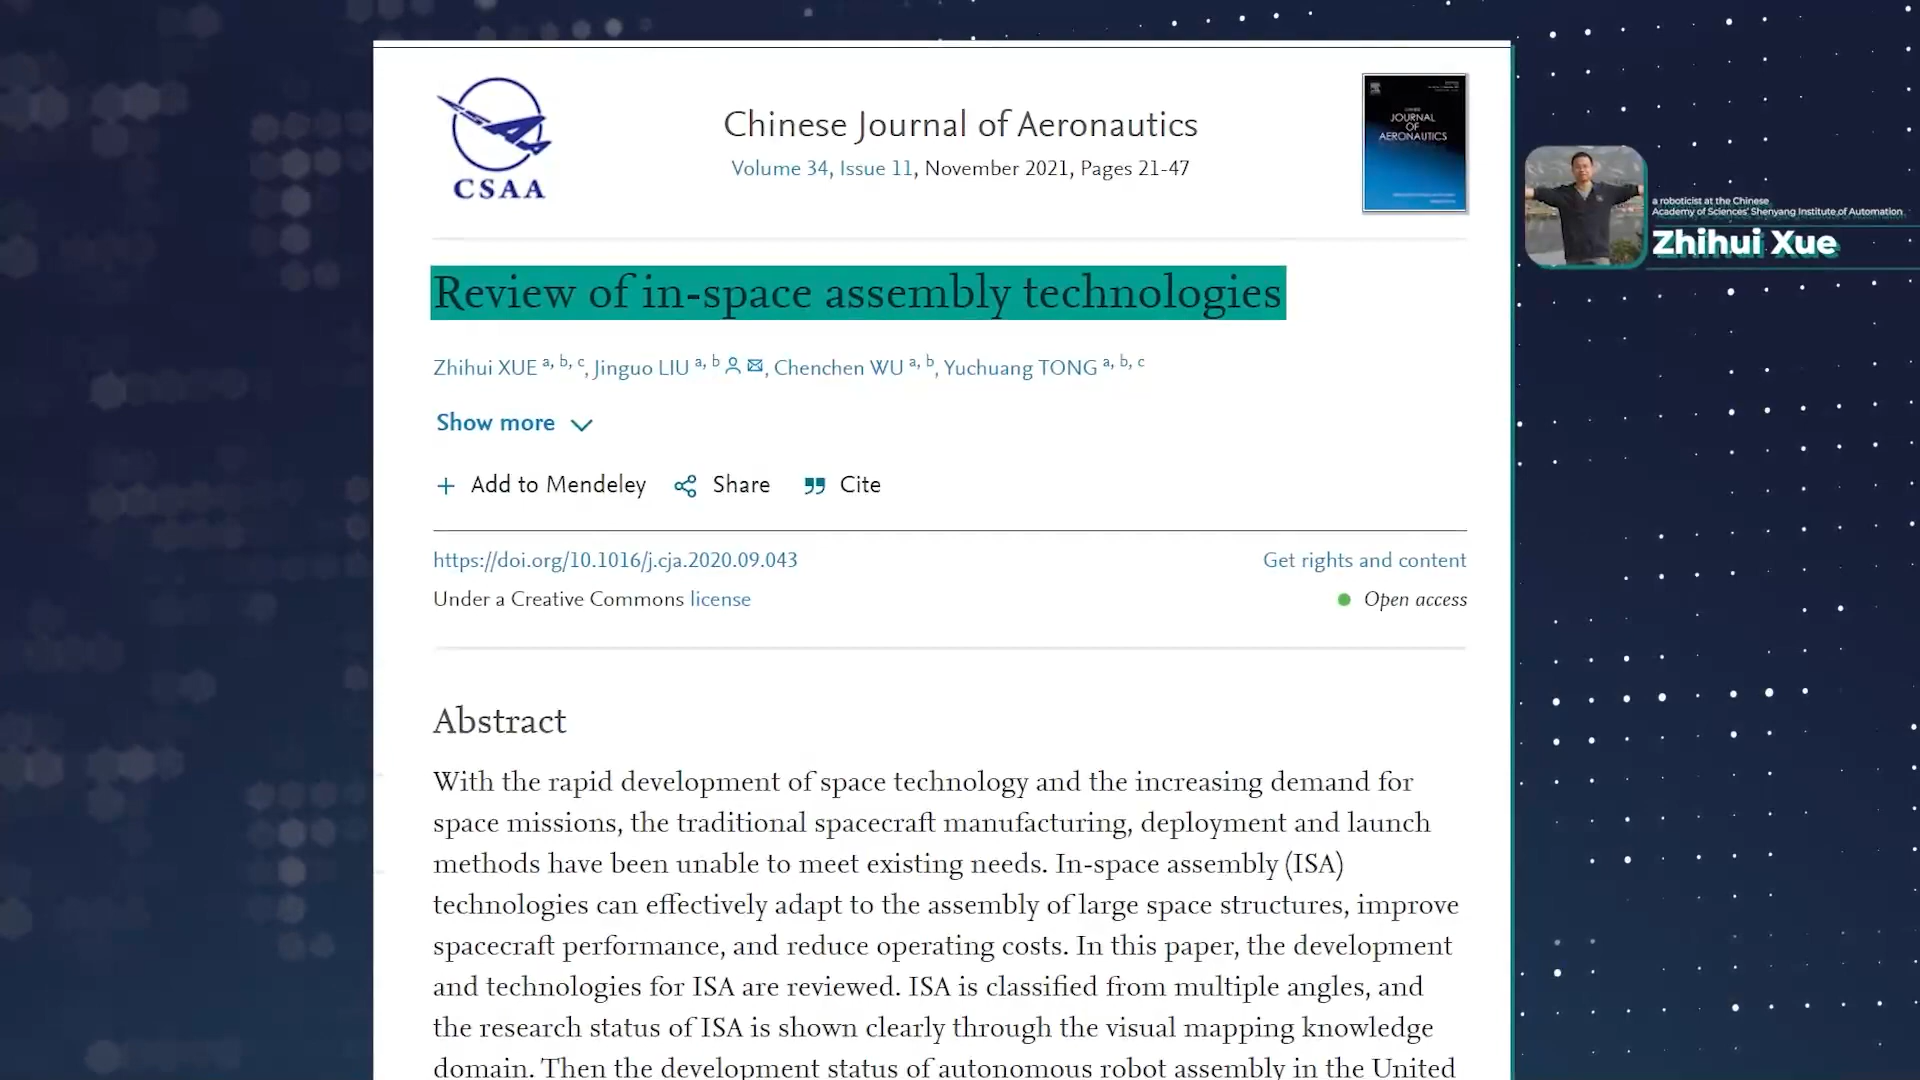 CSAA
Chinese Journal of Aeronautics
Volume 34, Issue 11, November 2021, Pages 21-47
CHINESE
JOURNAL
OF
AERONAUTICS
a roboticist at the Chinese
Academy of Sciences' Shenyang Institute of Automation
Zhihui Xue
Review of in-space assembly technologies
Zhihui XUE a, b, c, Jinguo LIU a, b, Chenchen WU a, b, Yuchuang TONG a, b, c
Show more
+ Add to Mendeley Share Cite
https://doi.org/10.1016/j.cja.2020.09.043 Get rights and content
Under a Creative Commons license Open access
Abstract
With the rapid development of space technology and the increasing demand for
space missions, the traditional spacecraft manufacturing, deployment and launch
methods have been unable to meet existing needs. In-space assembly (ISA)
technologies can effectively adapt to the assembly of large space structures, improve
spacecraft performance, and reduce operating costs. In this paper, the development
and technologies for ISA are reviewed. ISA is classified from multiple angles, and
the research status of ISA is shown clearly through the visual mapping knowledge
domain. Then the development status of autonomous robot assembly in the United